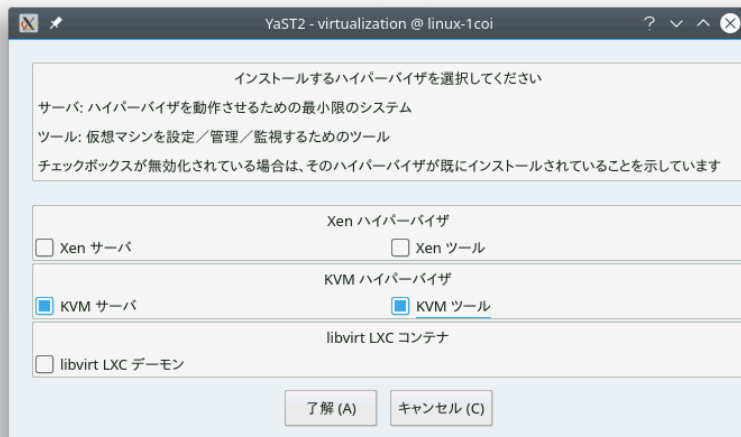 YaST2 - virtualization @ linux-1coi
インストールするハイパーバイザを選択してください
サーバ: ハイパーバイザを動作させるための最小限のシステム
ツール: 仮想マシンを設定／管理／監視するためのツール
チェックボックスが無効化されている場合は、そのハイパーバイザが既にインストールされていることを示しています
Xen ハイパーバイザ
Xen サーバ Xen ツール
KVM ハイパーバイザ
KVM サーバ KVM ツール
libvirt LXC コンテナ
libvirt LXC デーモン
了解 (A) キャンセル (C)